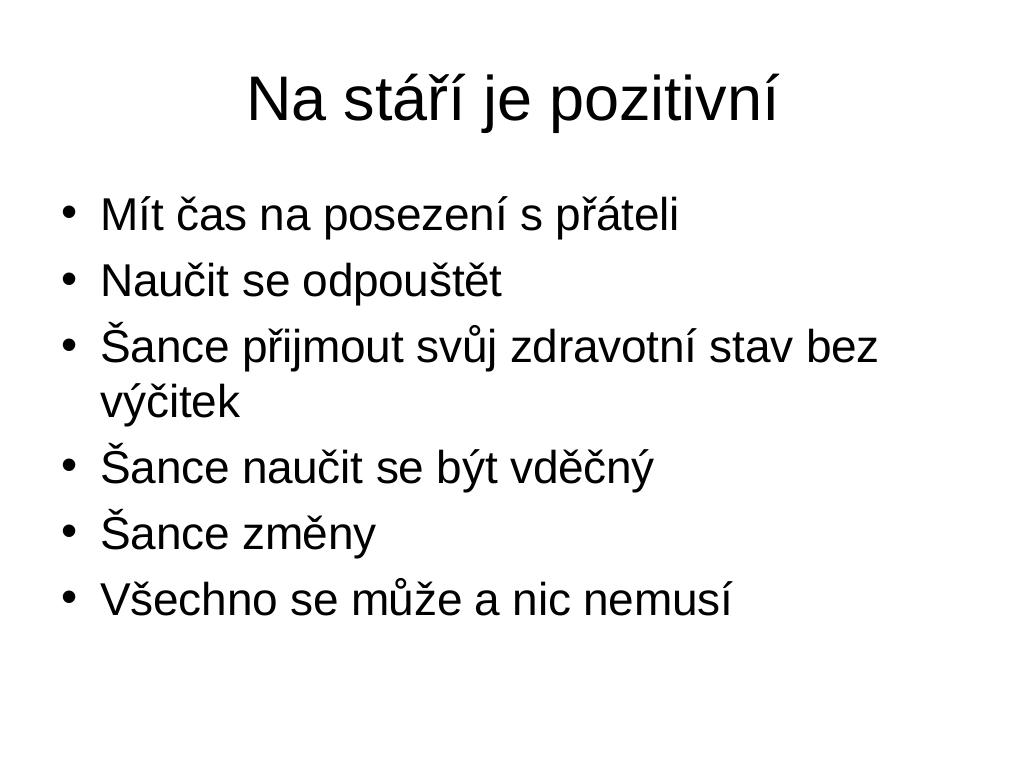 Na stáří je pozitivní
• Mít čas na posezení s přáteli
• Naučit se odpouštět
• Šance přijmout svůj zdravotní stav bez
výčitek
• Šance naučit se být vděčný
• Šance změny
• Všechno se může a nic nemusí